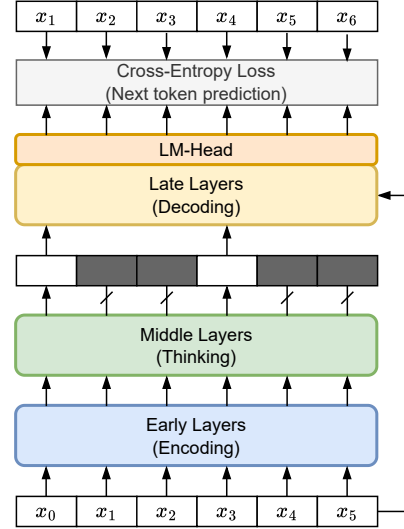 x₁ x₂ x₃ x₄ x₅ x₆
Cross-Entropy Loss
(Next token prediction)
LM-Head
Late Layers
(Decoding)
Middle Layers
(Thinking)
Early Layers
(Encoding)
x₀ x₁ x₂ x₃ x₄ x₅